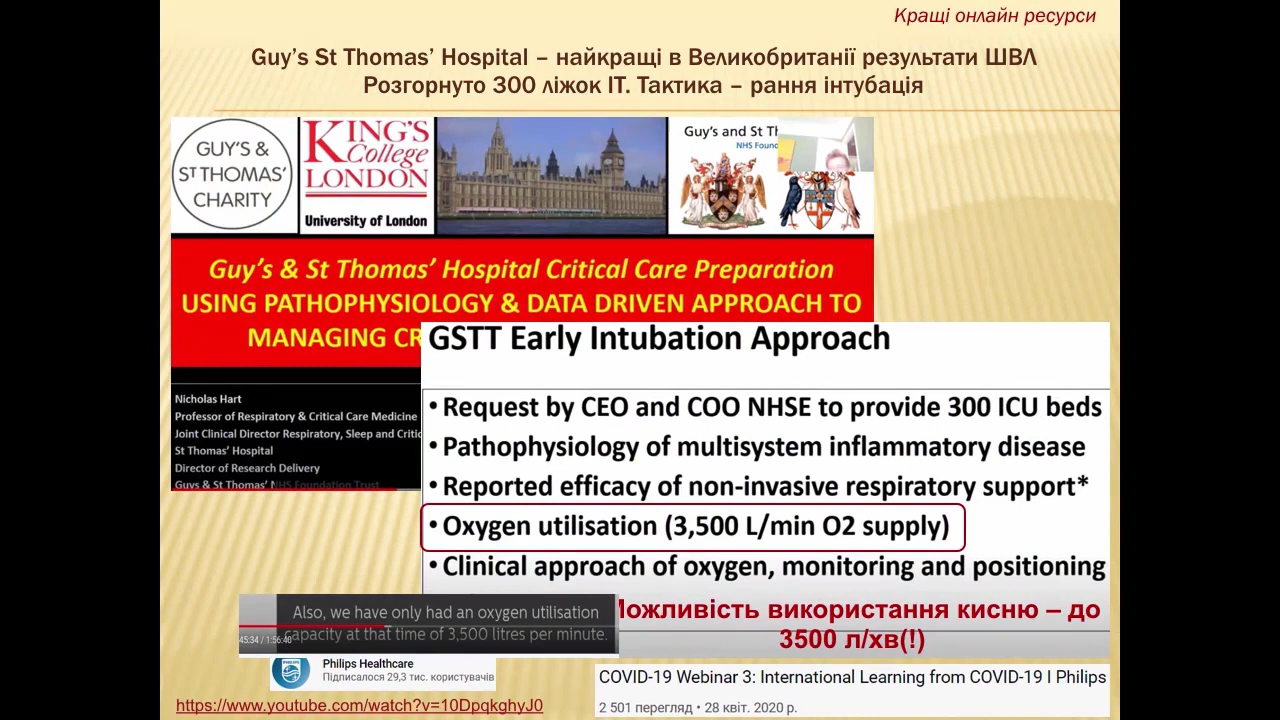 Кращі онлайн ресурси
Guy's St Thomas' Hospital – найкращі в Великобританії результати ШВЛ
Розгорнуто 300 ліжок ІТ. Тактика – рання інтубація
GUY'S &
ST THOMAS'
CHARITY
KING'S
College
LONDON
University of London
Guy's and St Th
NHS Found
Guy's & St Thomas' Hospital Critical Care Preparation
USING PATHOPHYSIOLOGY & DATA DRIVEN APPROACH TO
MANAGING CR
GSTT Early Intubation Approach
Nicholas Hart
Professor of Respiratory & Critical Care Medicine
Joint Clinical Director Respiratory, Sleep and Critic
St Thomas' Hospital
Director of Research Delivery
Guys & St Thomas' NHS Foundation Trust
• Request by CEO and COO NHSE to provide 300 ICU beds
• Pathophysiology of multisystem inflammatory disease
• Reported efficacy of non-invasive respiratory support*
• Oxygen utilisation (3,500 L/min O2 supply)
• Clinical approach of oxygen, monitoring and positioning
Also, we have only had an oxygen utilisation
capacity at that time of 3,500 litres per minute.
45:34 / 1:56:40
Можливість використання кисню – до
3500 л/хв(!)
PHILIPS
Philips Healthcare
Підписалося 29,3 тис. користувачів
https://www.youtube.com/watch?v=10DpqkghyJ0
COVID-19 Webinar 3: International Learning from COVID-19 I Philips
2 501 перегляд • 28 квіт. 2020 р.